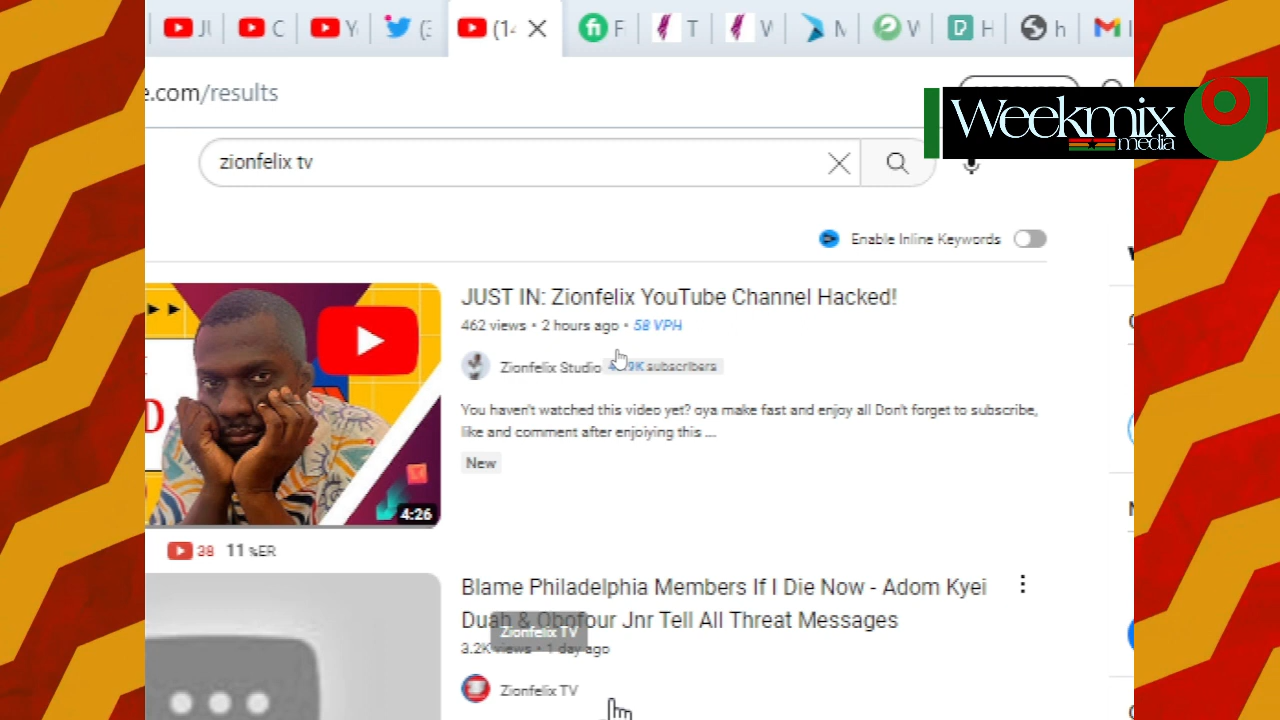 (14
e.com/results
Weekmix
media
zionfelix tv
Enable Inline Keywords
JUST IN: Zionfelix YouTube Channel Hacked!
462 views • 2 hours ago • 58 VPH
Zionfelix Studio subscribers
You haven't watched this video yet? oya make fast and enjoy all Don't forget to subscribe,
like and comment after enjoiying this ...
New
4:26
38 11 %ER
Blame Philadelphia Members If I Die Now - Adom Kyei
Duah & Obofour Jnr Tell All Threat Messages
Zionfelix TV
3.2K views • 1 day ago
Zionfelix TV